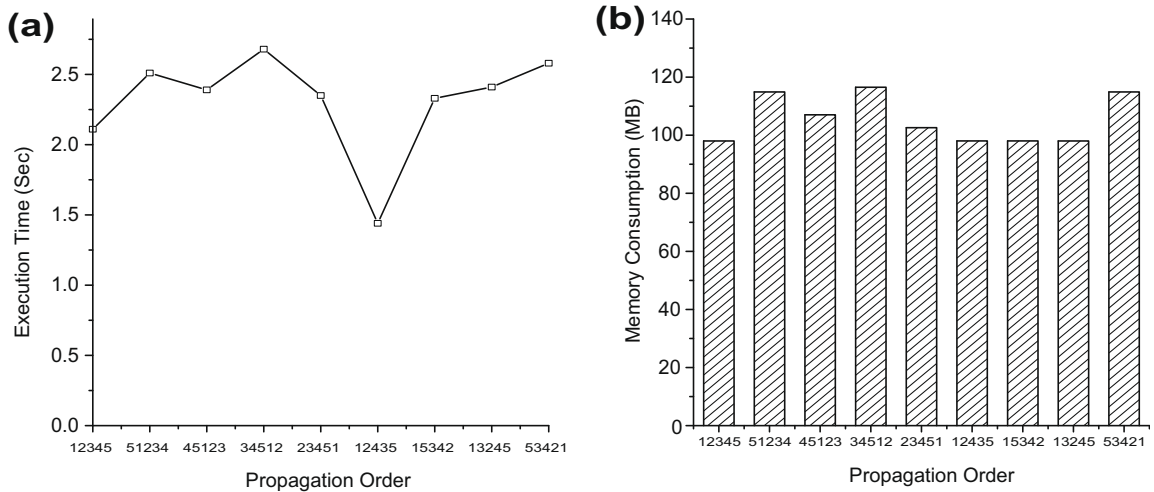 (a)
Execution Time (Sec)
2.5
2.0
1.5
1.0
0.5
0.0
12345 51234 45123 34512 23451 12435 15342 13245 53421
Propagation Order
(b)
Memory Consumption (MB)
140
120
100
80
60
40
20
0
12345 51234 45123 34512 23451 12435 15342 13245 53421
Propagation Order